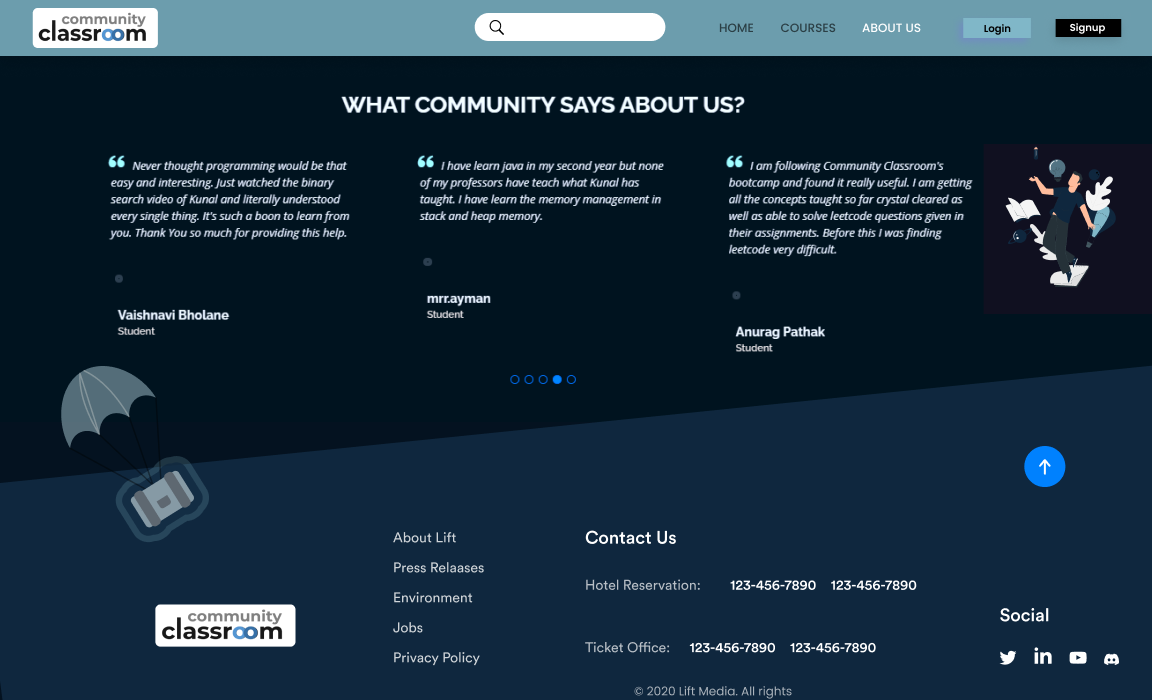 community
classroom
HOME COURSES ABOUT US Login Signup
WHAT COMMUNITY SAYS ABOUT US?
“ Never thought programming would be that
easy and interesting. Just watched the binary
search video of Kunal and literally understood
every single thing. It's such a boon to learn from
you. Thank You so much for providing this help.
Vaishnavi Bholane
Student
“ I have learn java in my second year but none
of my professors have teach what Kunal has
taught. I have learn the memory management in
stack and heap memory.
mrr.ayman
Student
“ I am following Community Classroom's
bootcamp and found it really useful. I am getting
all the concepts taught so far crystal cleared as
well as able to solve leetcode questions given in
their assignments. Before this I was finding
leetcode very difficult.
Anurag Pathak
Student
community
classroom
About Lift
Press Relaases
Environment
Jobs
Privacy Policy
Contact Us
Hotel Reservation: 123-456-7890 123-456-7890
Ticket Office: 123-456-7890 123-456-7890
Social
© 2020 Lift Media. All rights